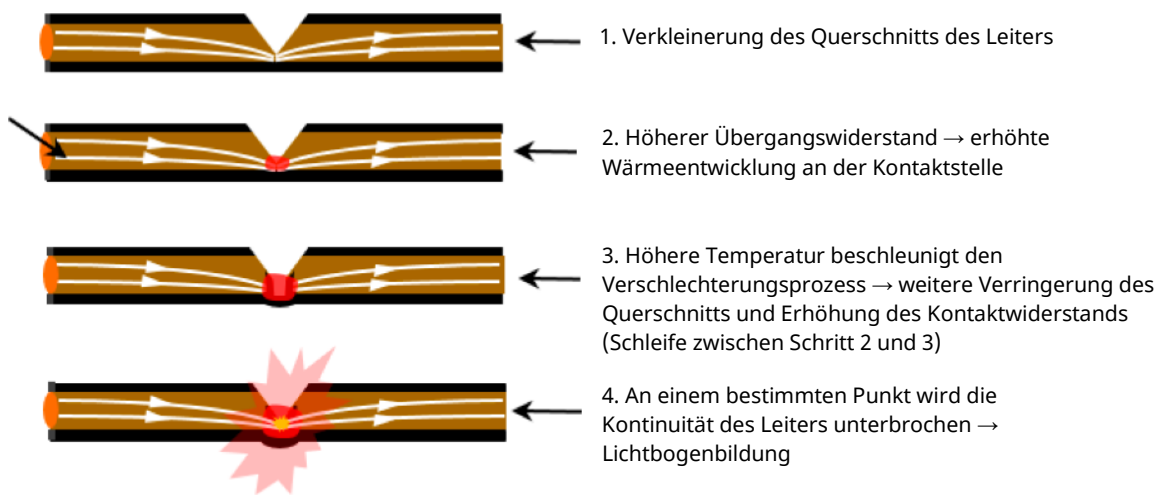 1. Verkleinerung des Querschnitts des Leiters
2. Höherer Übergangswiderstand → erhöhte
Wärmeentwicklung an der Kontaktstelle
3. Höhere Temperatur beschleunigt den
Verschlechterungsprozess → weitere Verringerung des
Querschnitts und Erhöhung des Kontaktwiderstands
(Schleife zwischen Schritt 2 und 3)
4. An einem bestimmten Punkt wird die
Kontinuität des Leiters unterbrochen →
Lichtbogenbildung